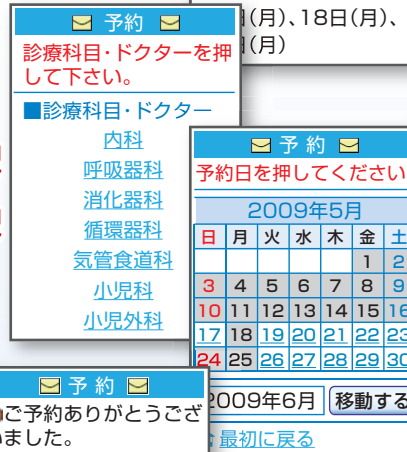 (月)、18日(月)、
(月)
予約
診療科目・ドクターを押
して下さい。
■診療科目・ドクター
内科
呼吸器科
消化器科
循環器科
気管食道科
小児科
小児外科
予約
予約日を押してください
2009年5月
日 月 火 水 木 金 土
1 2
3 4 5 6 7 8 9
10 11 12 13 14 15 16
17 18 19 20 21 22 23
24 25 26 27 28 29 30
2009年6月 移動する
最初に戻る
予約
ご予約ありがとうござ
いました。